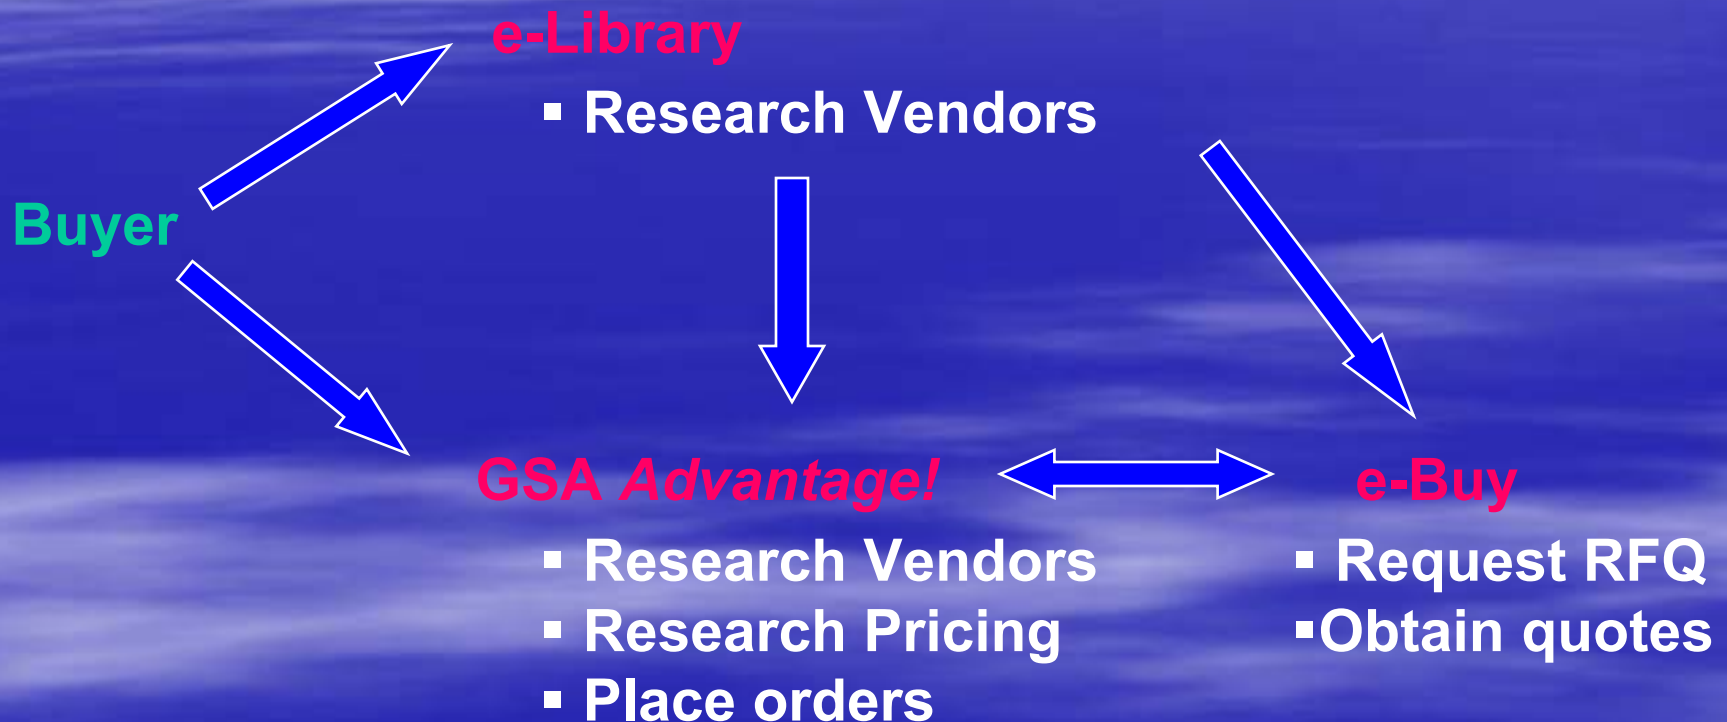 e-Library
▪ Research Vendors
Buyer
GSA Advantage!
▪ Research Vendors
▪ Research Pricing
▪ Place orders
e-Buy
▪ Request RFQ
▪Obtain quotes